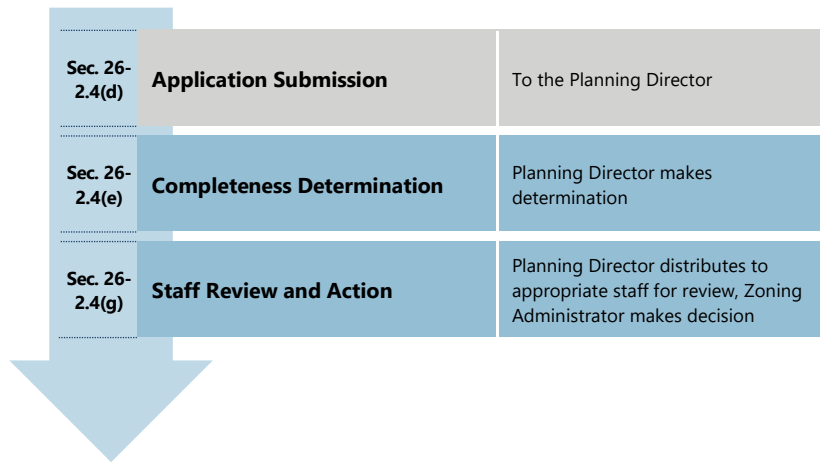 Sec. 26-
2.4(d)
Application Submission
To the Planning Director
Sec. 26-
2.4(e)
Completeness Determination
Planning Director makes
determination
Sec. 26-
2.4(g)
Staff Review and Action
Planning Director distributes to
appropriate staff for review, Zoning
Administrator makes decision